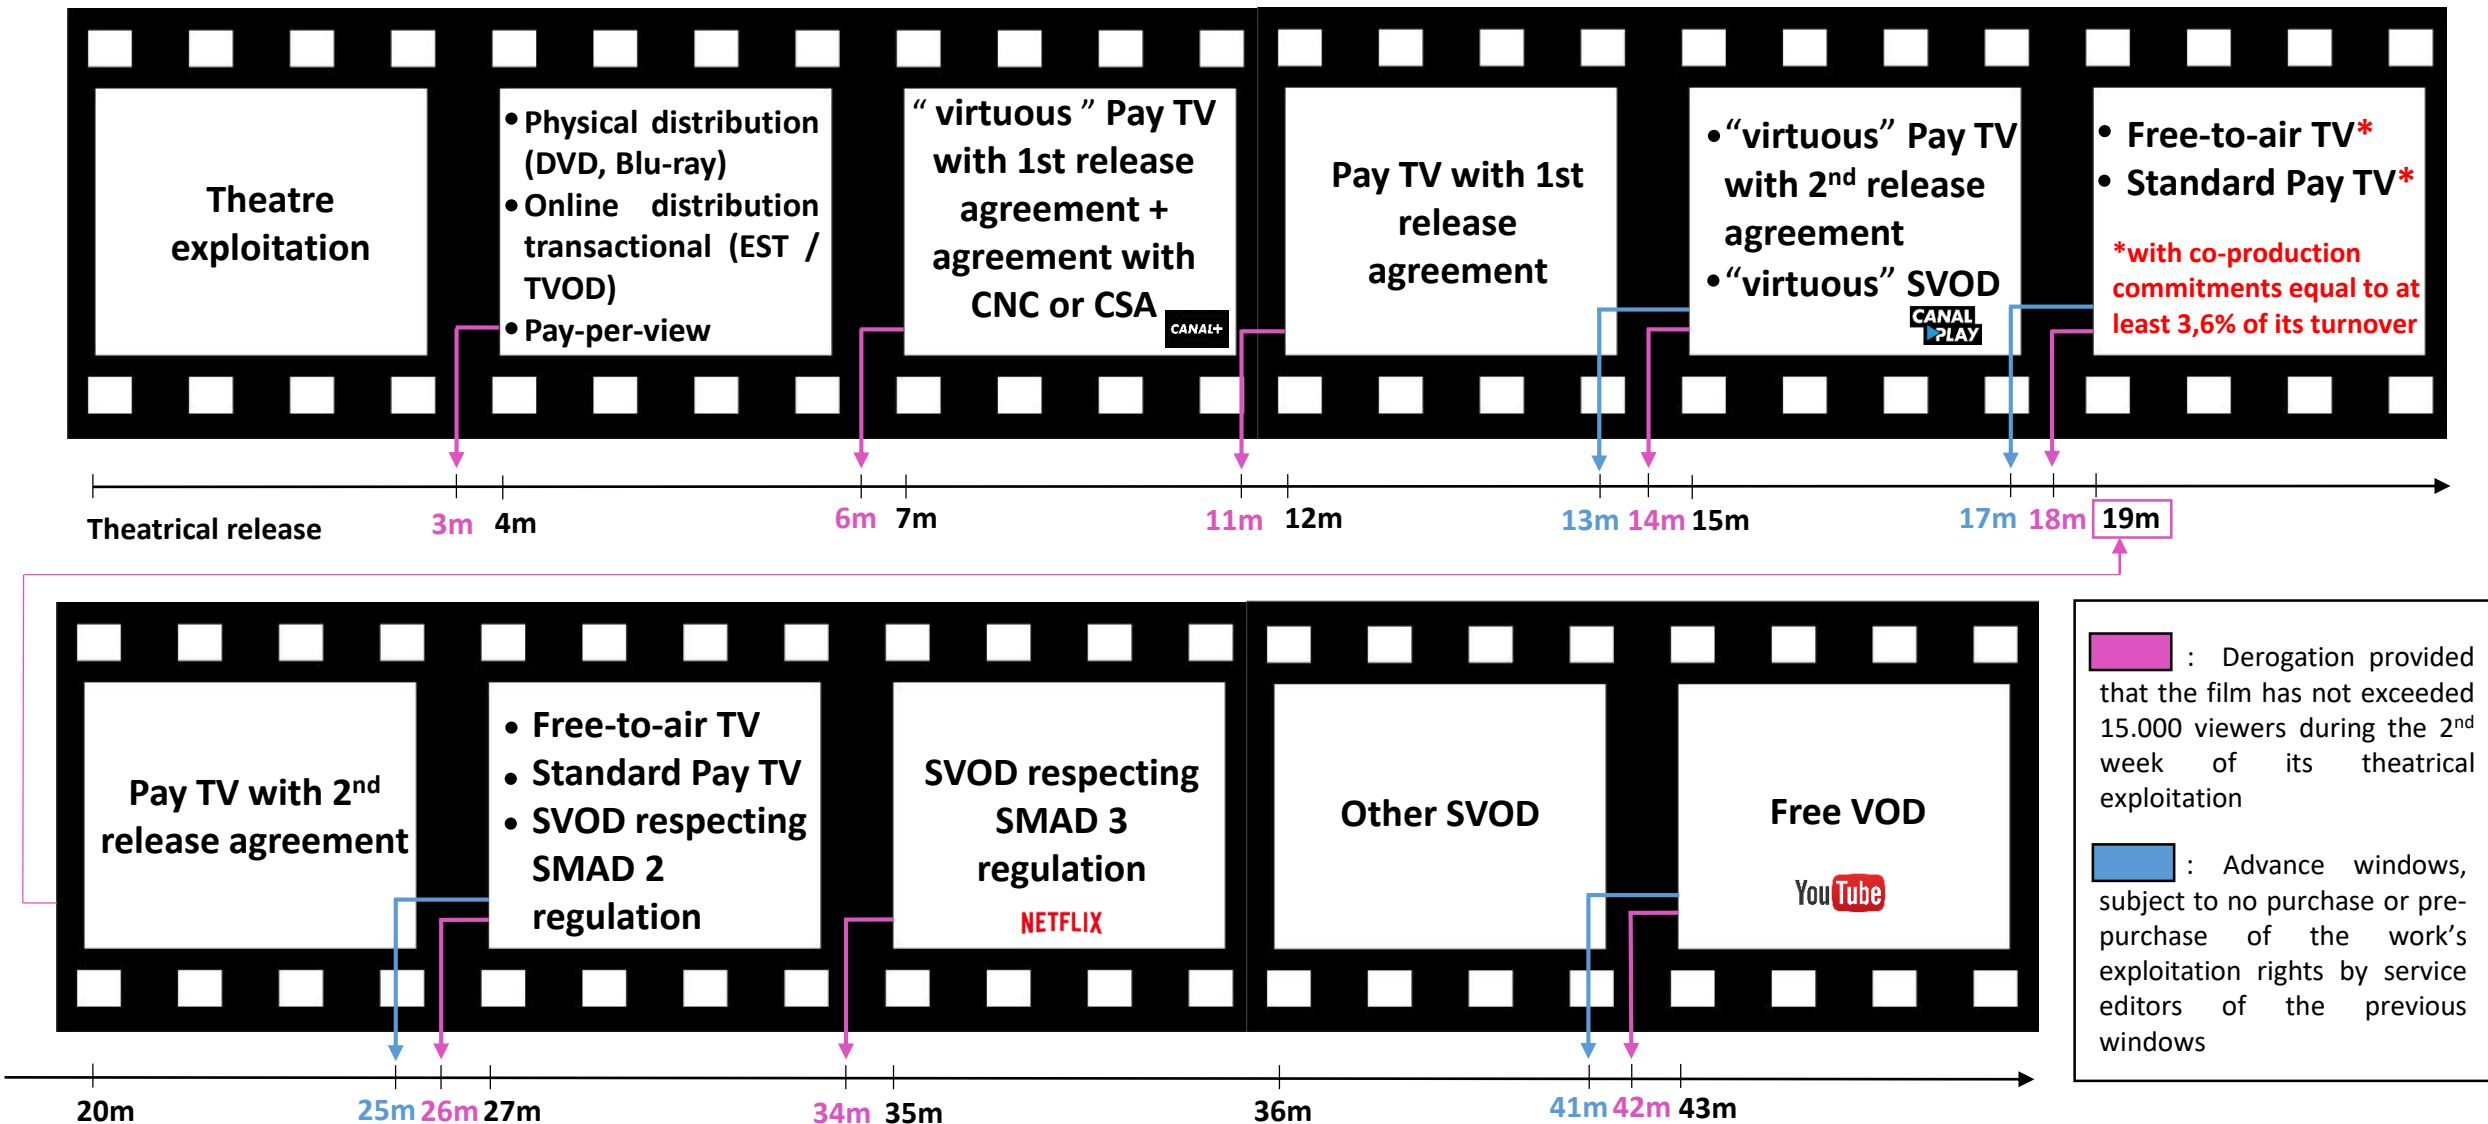 Theatre
exploitation
• Physical distribution
(DVD, Blu-ray)
• Online distribution
transactional (EST /
TVOD)
• Pay-per-view
“ virtuous ” Pay TV
with 1st release
agreement +
agreement with
CNC or CSA
CANAL+
Pay TV with 1st
release
agreement
• “virtuous” Pay TV
with 2nd release
agreement
• “virtuous” SVOD
CANAL
PLAY
• Free-to-air TV*
• Standard Pay TV*
*with co-production
commitments equal to at
least 3,6% of its turnover
Theatrical release
3m 4m 6m 7m 11m 12m 13m 14m 15m 17m 18m 19m
Pay TV with 2nd
release agreement
• Free-to-air TV
• Standard Pay TV
• SVOD respecting
SMAD 2
regulation
SVOD respecting
SMAD 3
regulation
NETFLIX
Other SVOD
Free VOD
YouTube
20m 25m 26m 27m 34m 35m 36m 41m 42m 43m
: Derogation provided
that the film has not exceeded
15.000 viewers during the 2nd
week of its theatrical
exploitation
: Advance windows,
subject to no purchase or pre-
purchase of the work’s
exploitation rights by service
editors of the previous
windows